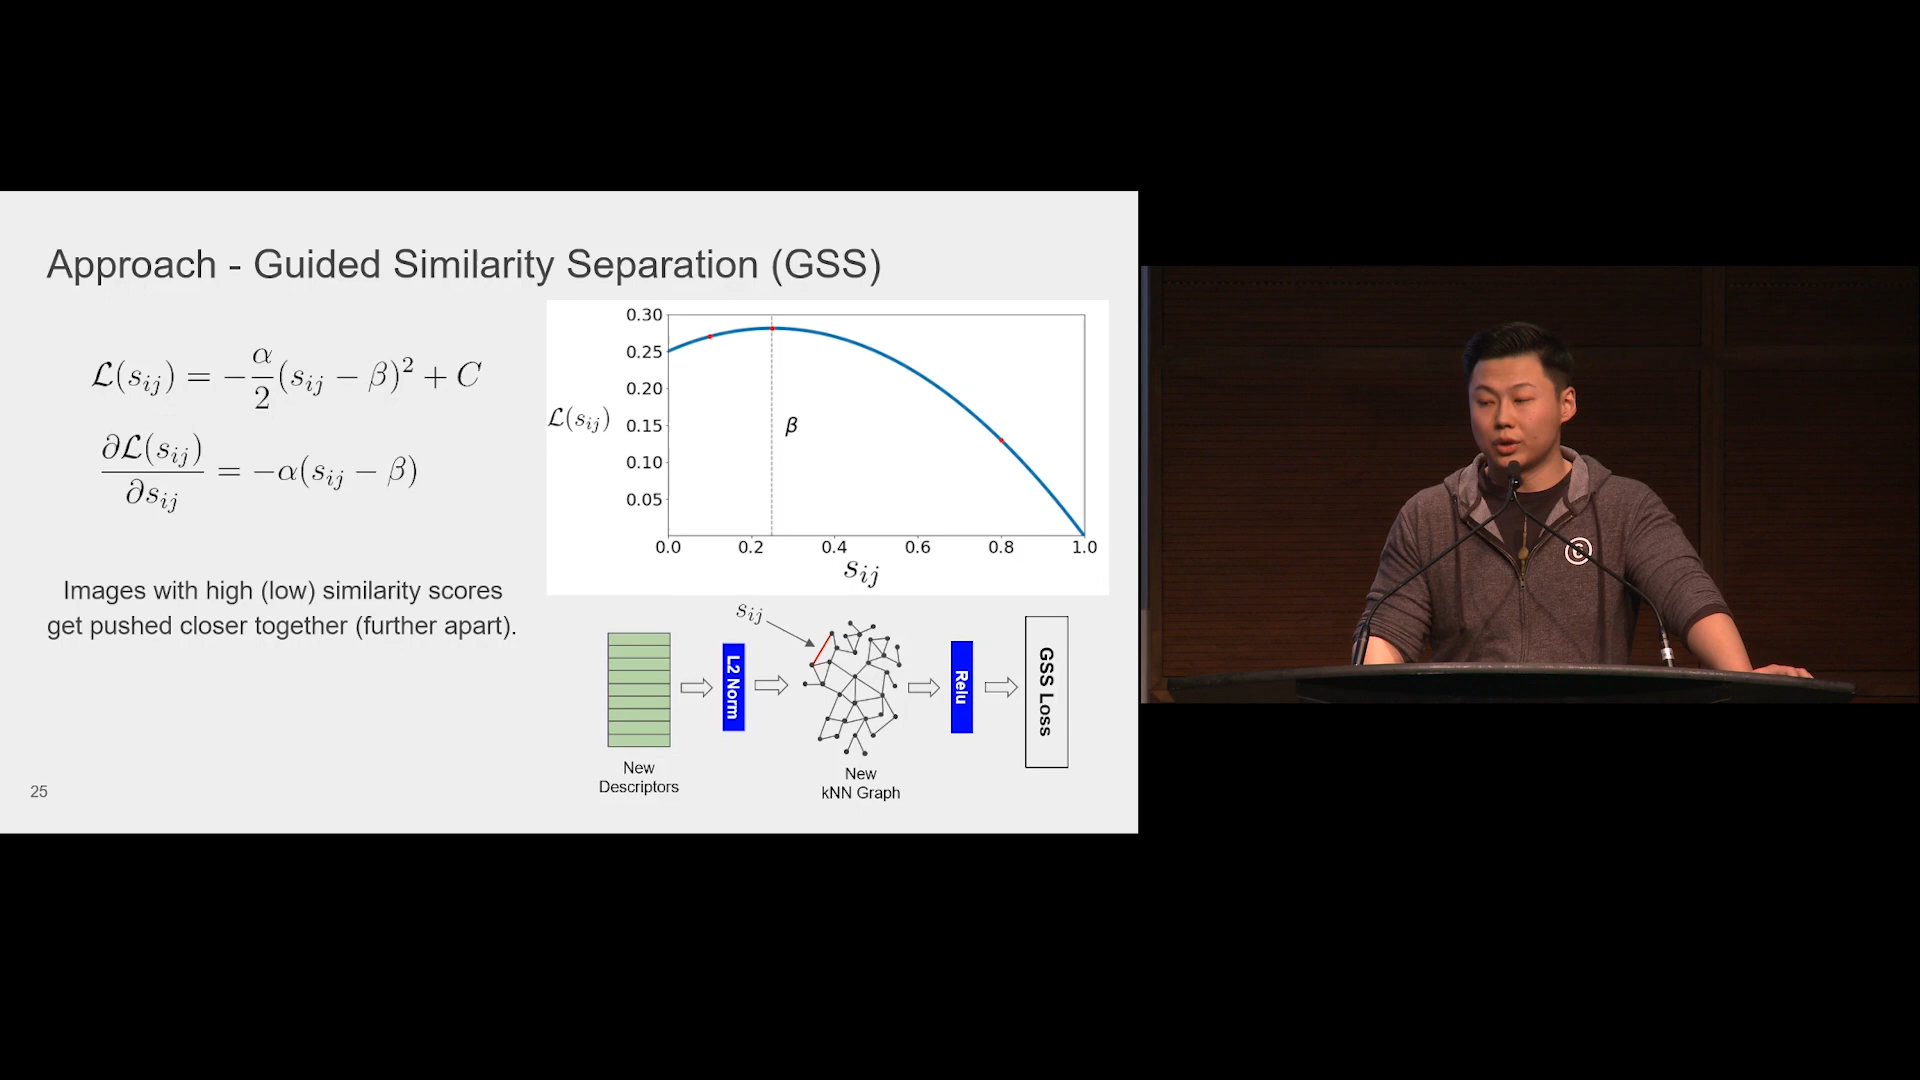 Approach - Guided Similarity Separation (GSS)
ℒ(s_ij) = −α/2(s_ij − β)² + C
∂ℒ(s_ij)/∂s_ij = −α(s_ij − β)
Images with high (low) similarity scores
get pushed closer together (further apart).
0.30
0.25
0.20
0.15
0.10
0.05
ℒ(s_ij)
β
0.0 0.2 0.4 0.6 0.8 1.0
s_ij
s_ij
L2 Norm
Relu
GSS Loss
New
Descriptors
New
kNN Graph
25